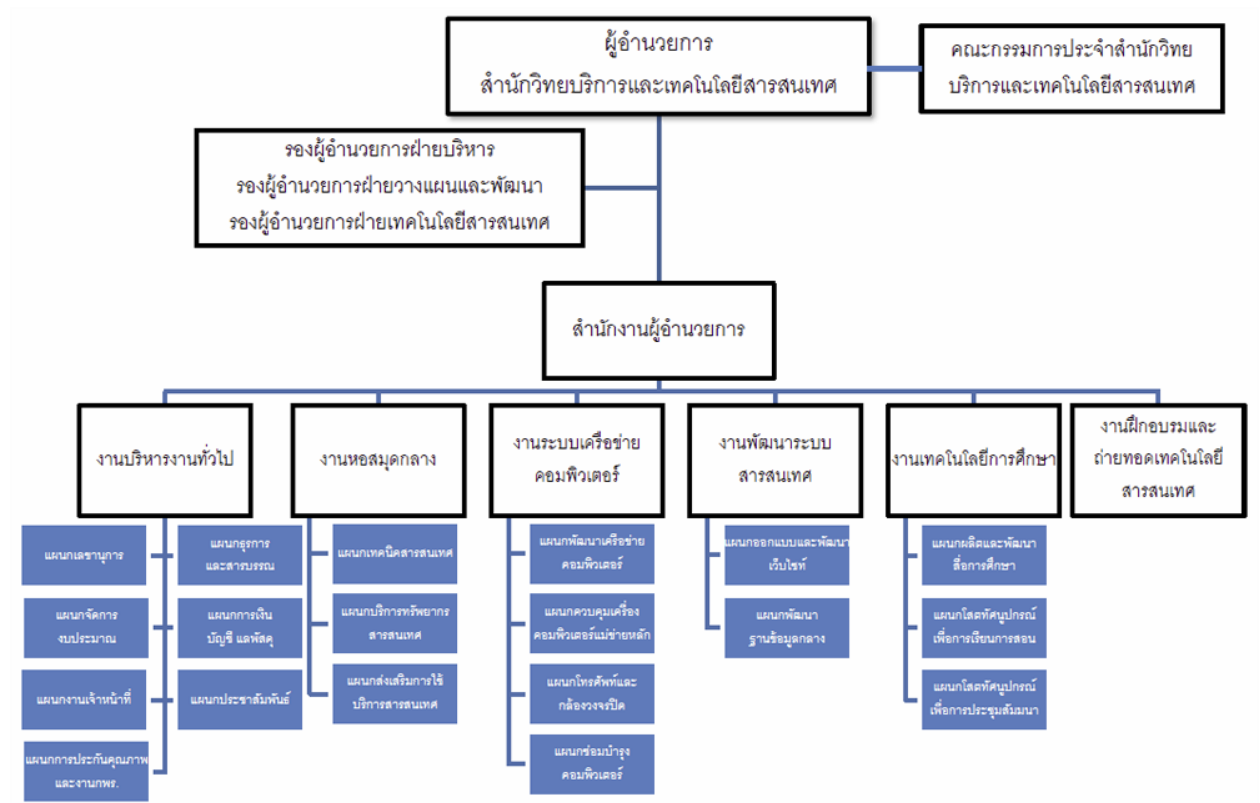 ผู้อำนวยการ
สำนักวิทยบริการและเทคโนโลยีสารสนเทศ
คณะกรรมการประจำสำนักวิทย
บริการและเทคโนโลยีสารสนเทศ
รองผู้อำนวยการฝ่ายบริหาร
รองผู้อำนวยการฝ่ายวางแผนและพัฒนา
รองผู้อำนวยการฝ่ายเทคโนโลยีสารสนเทศ
สำนักงานผู้อำนวยการ
งานบริหารงานทั่วไป
งานหอสมุดกลาง
งานระบบเครือข่าย
คอมพิวเตอร์
งานพัฒนาระบบ
สารสนเทศ
งานเทคโนโลยีการศึกษา
งานฝึกอบรมและ
ถ่ายทอดเทคโนโลยี
สารสนเทศ
แผนกเลขานุการ
แผนกธุรการ
และสารบรรณ
แผนกจัดการ
งบประมาณ
แผนกการเงิน
บัญชี แลพัสดุ
แผนกงานเจ้าหน้าที่
แผนกประชาสัมพันธ์
แผนกการประกันคุณภาพ
และงานกพร.
แผนกเทคนิคสารสนเทศ
แผนกบริการทรัพยากร
สารสนเทศ
แผนกส่งเสริมการใช้
บริการสารสนเทศ
แผนกพัฒนาเครือข่าย
คอมพิวเตอร์
แผนกควบคุมเครื่อง
คอมพิวเตอร์แม่ข่ายหลัก
แผนกโทรศัพท์และ
กล้องวงจรปิด
แผนกซ่อมบำรุง
คอมพิวเตอร์
แผนกออกแบบและพัฒนา
เว็บไซท์
แผนกพัฒนา
ฐานข้อมูลกลาง
แผนกผลิตและพัฒนา
สื่อการศึกษา
แผนกโสตทัศนูปกรณ์
เพื่อการเรียนการสอน
แผนกโสตทัศนูปกรณ์
เพื่อการประชุมสัมมนา